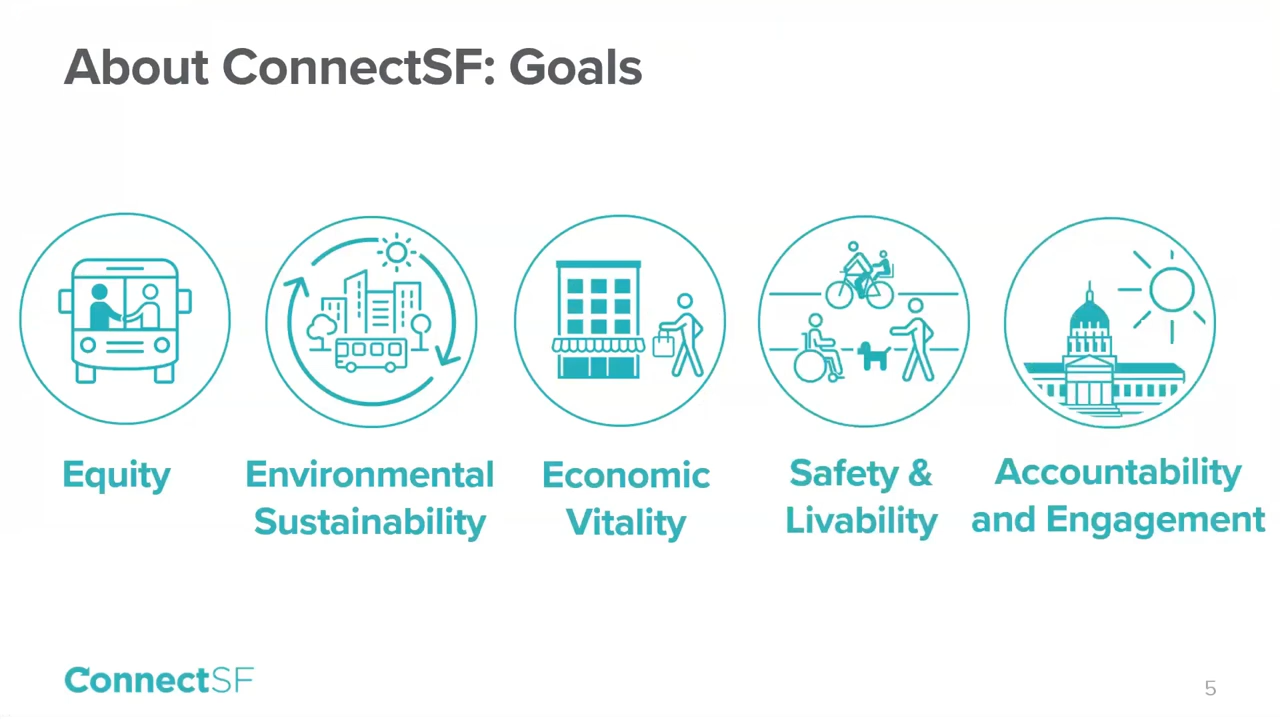 About ConnectSF: Goals
Equity
Environmental
Sustainability
Economic
Vitality
Safety &
Livability
Accountability
and Engagement
ConnectSF
5